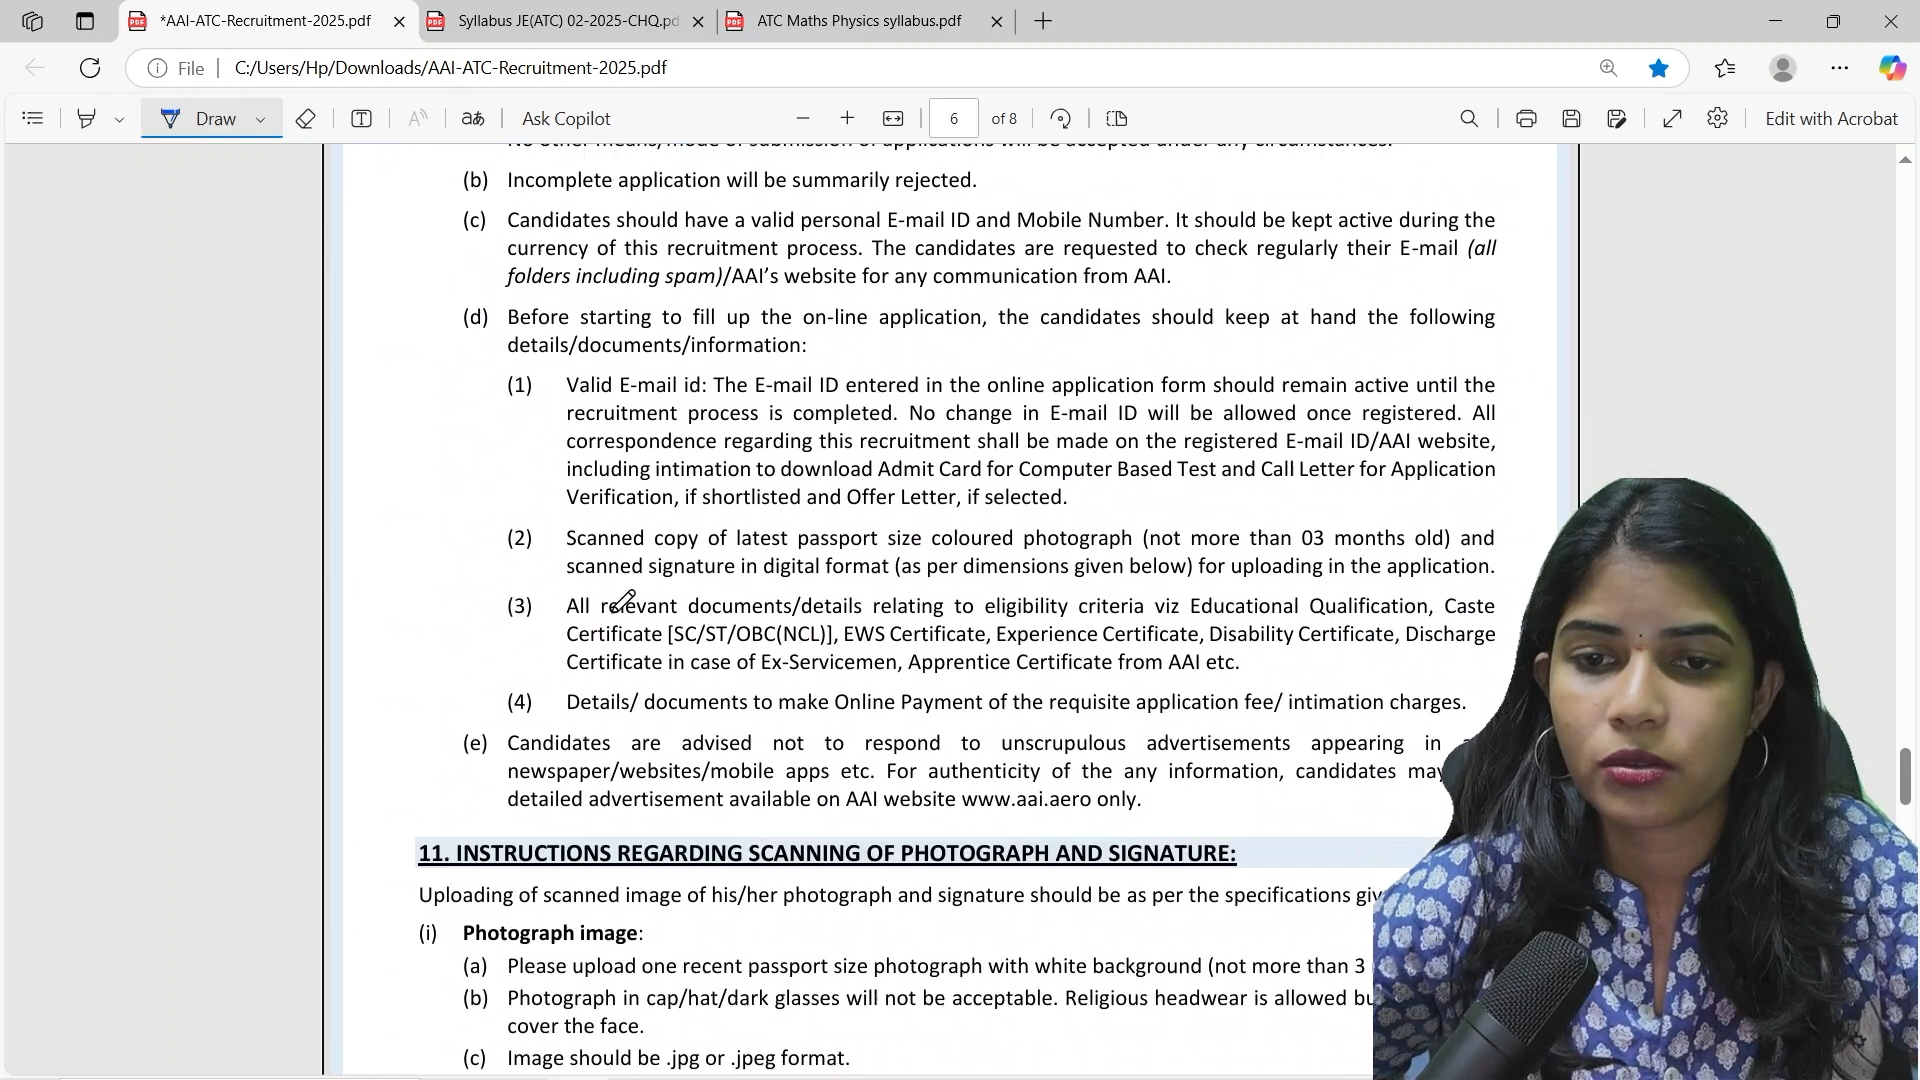 *AAI-ATC-Recruitment-2025.pdf
Syllabus JE(ATC) 02-2025-CHQ.pd
ATC Maths Physics syllabus.pdf
File
C:/Users/Hp/Downloads/AAI-ATC-Recruitment-2025.pdf
Draw
Ask Copilot
6 of 8
Edit with Acrobat
No other means/mode of submission of applications will be accepted under any circumstances.
(b) Incomplete application will be summarily rejected.
(c) Candidates should have a valid personal E-mail ID and Mobile Number. It should be kept active during the
currency of this recruitment process. The candidates are requested to check regularly their E-mail (all
folders including spam)/AAI’s website for any communication from AAI.
(d) Before starting to fill up the on-line application, the candidates should keep at hand the following
details/documents/information:
(1) Valid E-mail id: The E-mail ID entered in the online application form should remain active until the
recruitment process is completed. No change in E-mail ID will be allowed once registered. All
correspondence regarding this recruitment shall be made on the registered E-mail ID/AAI website,
including intimation to download Admit Card for Computer Based Test and Call Letter for Application
Verification, if shortlisted and Offer Letter, if selected.
(2) Scanned copy of latest passport size coloured photograph (not more than 03 months old) and
scanned signature in digital format (as per dimensions given below) for uploading in the application.
(3) All relevant documents/details relating to eligibility criteria viz Educational Qualification, Caste
Certificate [SC/ST/OBC(NCL)], EWS Certificate, Experience Certificate, Disability Certificate, Discharge
Certificate in case of Ex-Servicemen, Apprentice Certificate from AAI etc.
(4) Details/ documents to make Online Payment of the requisite application fee/ intimation charges.
(e) Candidates are advised not to respond to unscrupulous advertisements appearing in
newspaper/websites/mobile apps etc. For authenticity of the any information, candidates may
detailed advertisement available on AAI website www.aai.aero only.
11. INSTRUCTIONS REGARDING SCANNING OF PHOTOGRAPH AND SIGNATURE:
Uploading of scanned image of his/her photograph and signature should be as per the specifications
(i) Photograph image:
(a) Please upload one recent passport size photograph with white background (not more than 3
(b) Photograph in cap/hat/dark glasses will not be acceptable. Religious headwear is allowed
cover the face.
(c) Image should be .jpg or .jpeg format.